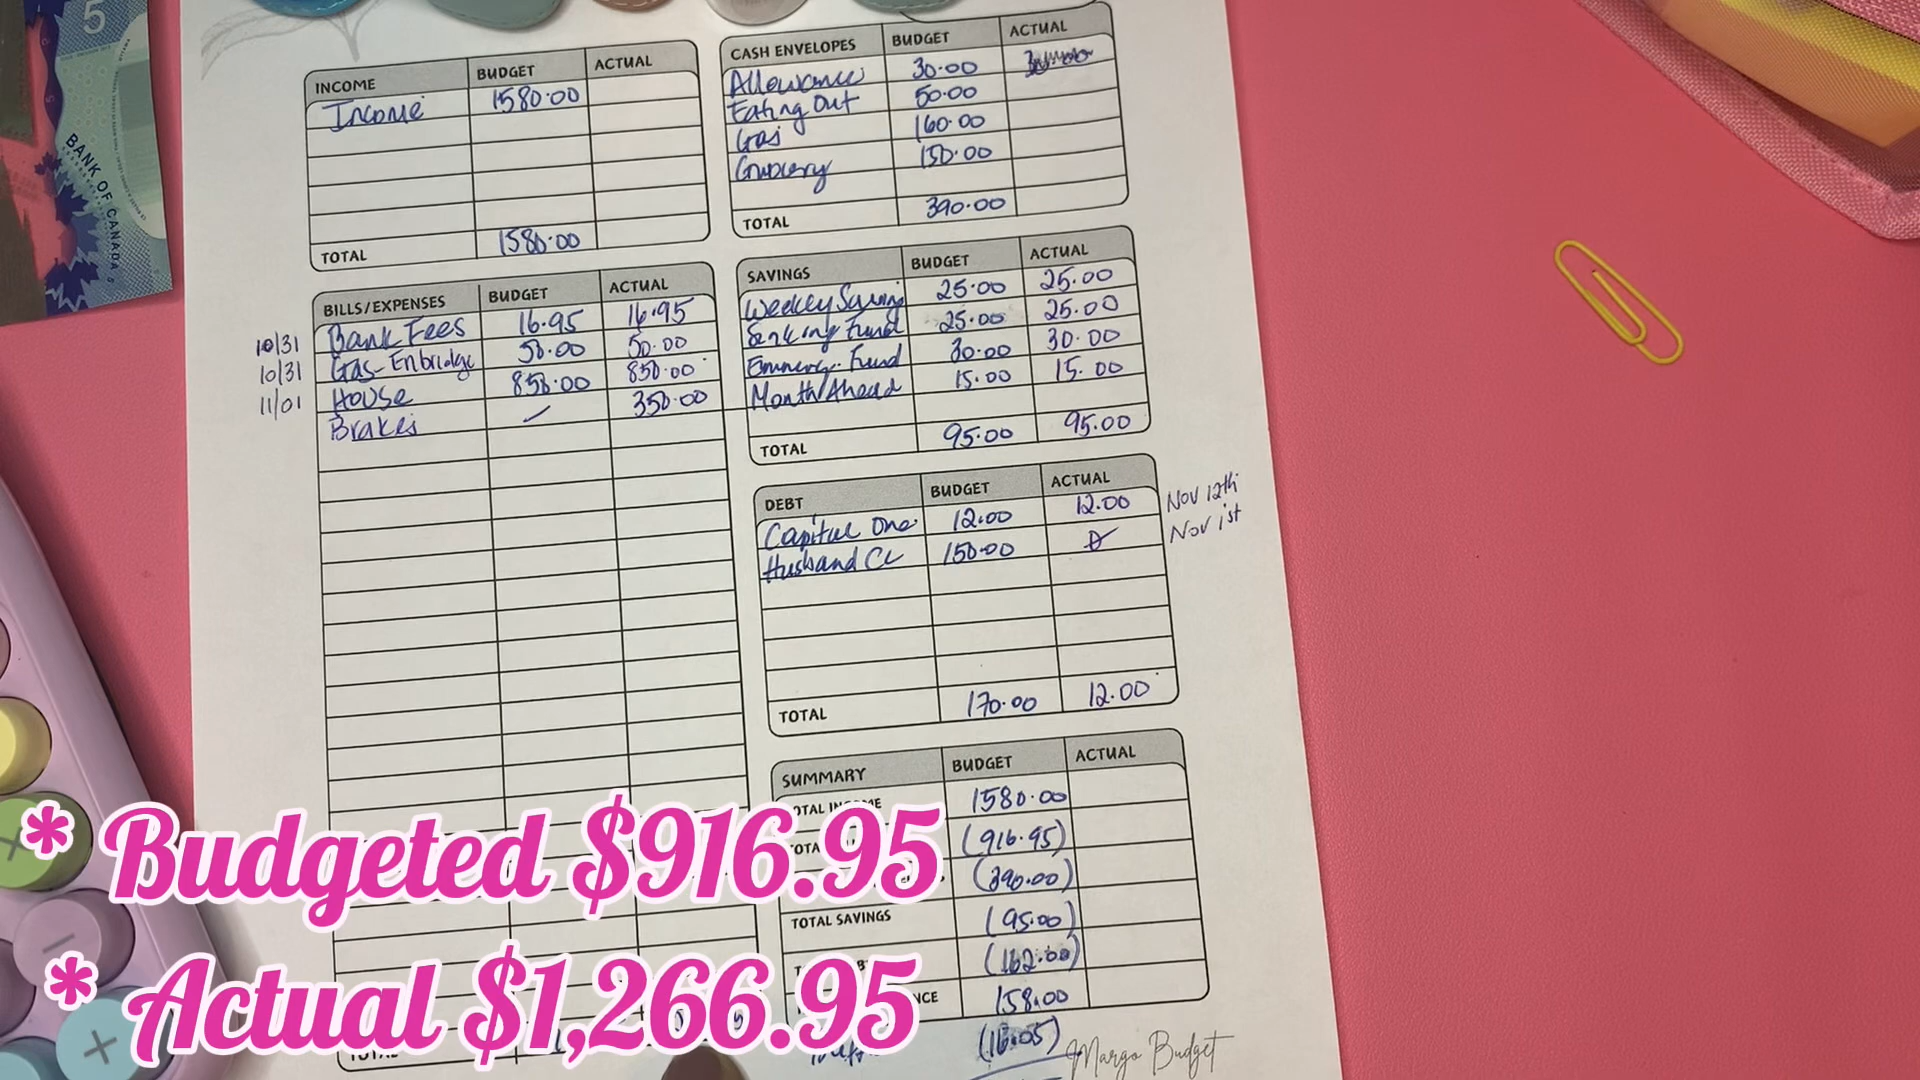 5
BANK OF CANADA
INCOME BUDGET ACTUAL
Income 1580.00
TOTAL 1580.00
BILLS/EXPENSES BUDGET ACTUAL
10/31 Bank Fees 16.95 16.95
10/31 Gas-Enbridge 50.00 50.00
11/01 House 850.00 850.00
Brakes 350.00
CASH ENVELOPES BUDGET ACTUAL
Allowance 30.00
Eating Out 50.00
Gas 160.00
Grocery 150.00
TOTAL 390.00
SAVINGS BUDGET ACTUAL
Weekly Saving 25.00 25.00
Sinking Fund 25.00 25.00
Emerg. Fund 30.00 30.00
Month Ahead 15.00 15.00
TOTAL 95.00 95.00
DEBT BUDGET ACTUAL
Capital One 12.00 12.00 Nov 12th
Husband CC 150.00 Nov 1st
TOTAL 170.00 12.00
SUMMARY BUDGET ACTUAL
1580.00
(916.95)
(390.00)
TOTAL SAVINGS (95.00)
(162.00)
158.00
(16.05)
Margo Budget
* Budgeted $916.95
* Actual $1,266.95